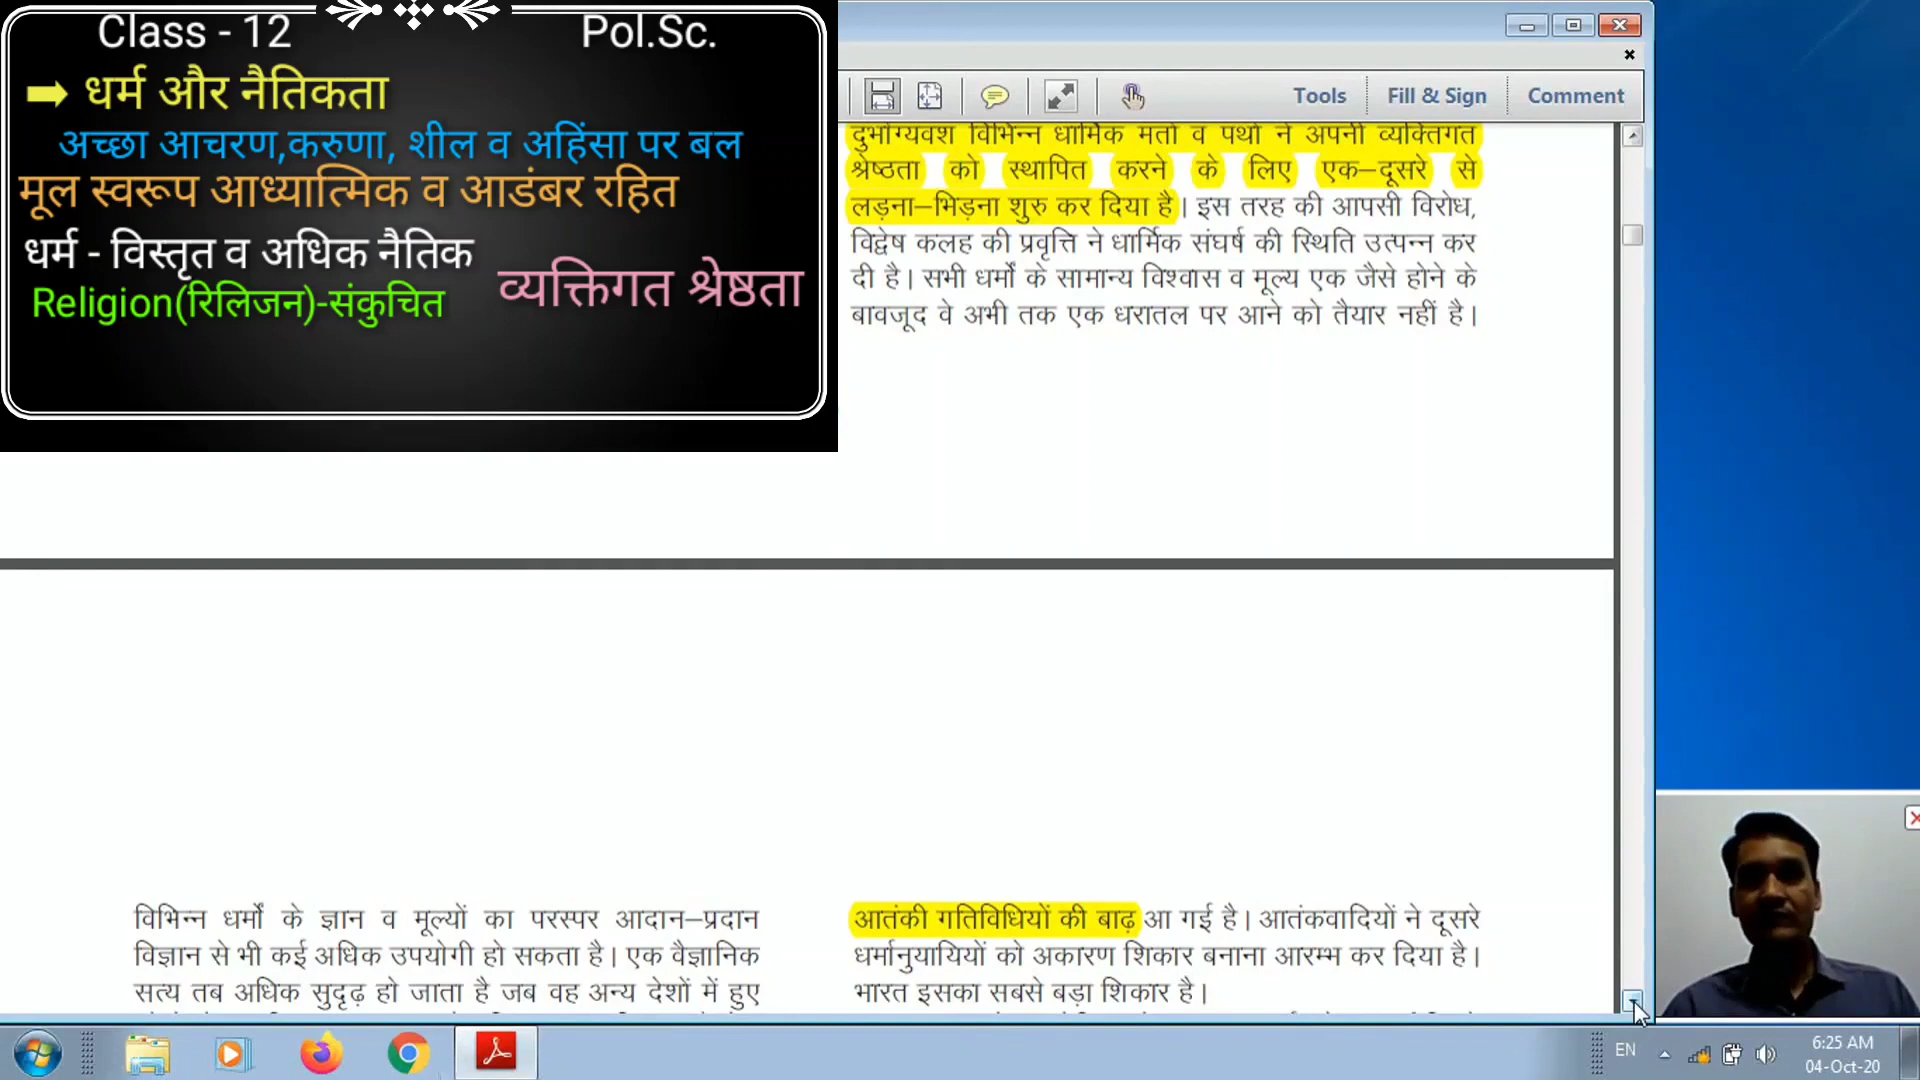 Class - 12
Pol.Sc.
➡ धर्म और नैतिकता
अच्छा आचरण,करुणा, शील व अहिंसा पर बल
मूल स्वरूप आध्यात्मिक व आडंबर रहित
धर्म - विस्तृत व अधिक नैतिक
Religion(रिलिजन)-संकुचित
व्यक्तिगत श्रेष्ठता
Tools
Fill & Sign
Comment
दुर्भाग्यवश विभिन्न धार्मिक मतों व पंथों ने अपनी व्यक्तिगत
श्रेष्ठता को स्थापित करने के लिए एक–दूसरे से
लड़ना–भिड़ना शुरु कर दिया है। इस तरह की आपसी विरोध,
विद्वेष कलह की प्रवृत्ति ने धार्मिक संघर्ष की स्थिति उत्पन्न कर
दी है। सभी धर्मों के सामान्य विश्वास व मूल्य एक जैसे होने के
बावजूद वे अभी तक एक धरातल पर आने को तैयार नहीं है।
विभिन्न धर्मों के ज्ञान व मूल्यों का परस्पर आदान–प्रदान
विज्ञान से भी कई अधिक उपयोगी हो सकता है। एक वैज्ञानिक
सत्य तब अधिक सुदृढ़ हो जाता है जब वह अन्य देशों में हुए
आतंकी गतिविधियों की बाढ़ आ गई है। आतंकवादियों ने दूसरे
धर्मानुयायियों को अकारण शिकार बनाना आरम्भ कर दिया है।
भारत इसका सबसे बड़ा शिकार है।
EN
6:25 AM
04-Oct-20